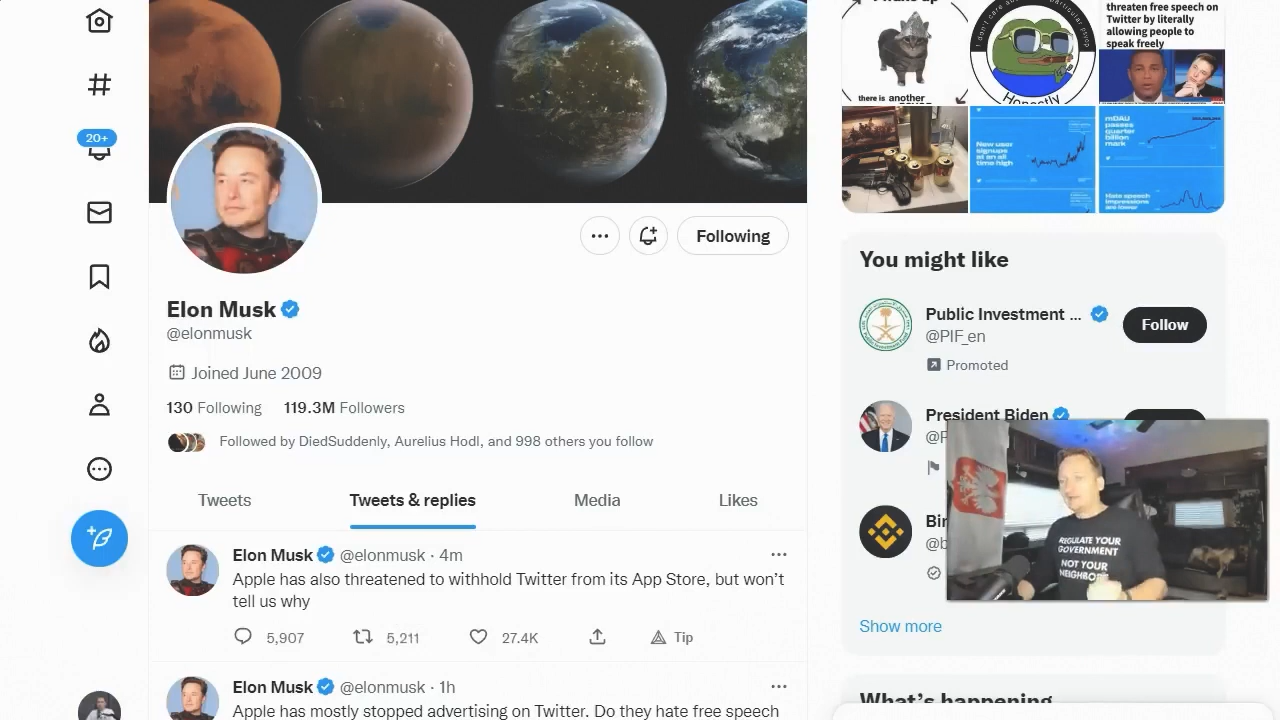 20+
Following
Elon Musk
@elonmusk
Joined June 2009
130 Following 119.3M Followers
Followed by DiedSuddenly, Aurelius Hodl, and 998 others you follow
Tweets Tweets & replies Media Likes
Elon Musk @elonmusk · 4m
Apple has also threatened to withhold Twitter from its App Store, but won't
tell us why
5,907 5,211 27.4K Tip
Elon Musk @elonmusk · 1h
Apple has mostly stopped advertising on Twitter. Do they hate free speech
there is another
Honestly
threaten free speech on
Twitter by literally
allowing people to
speak freely
New user
signups
at an all
time high
mDAU
passes
quarter
billion
mark
Hate speech
impressions
are lower
You might like
Public Investment ...
@PIF_en
Promoted
Follow
President Biden
@P
Bin
@b
REGULATE YOUR
GOVERNMENT
NOT YOUR
NEIGHBORS
Show more
What's happening